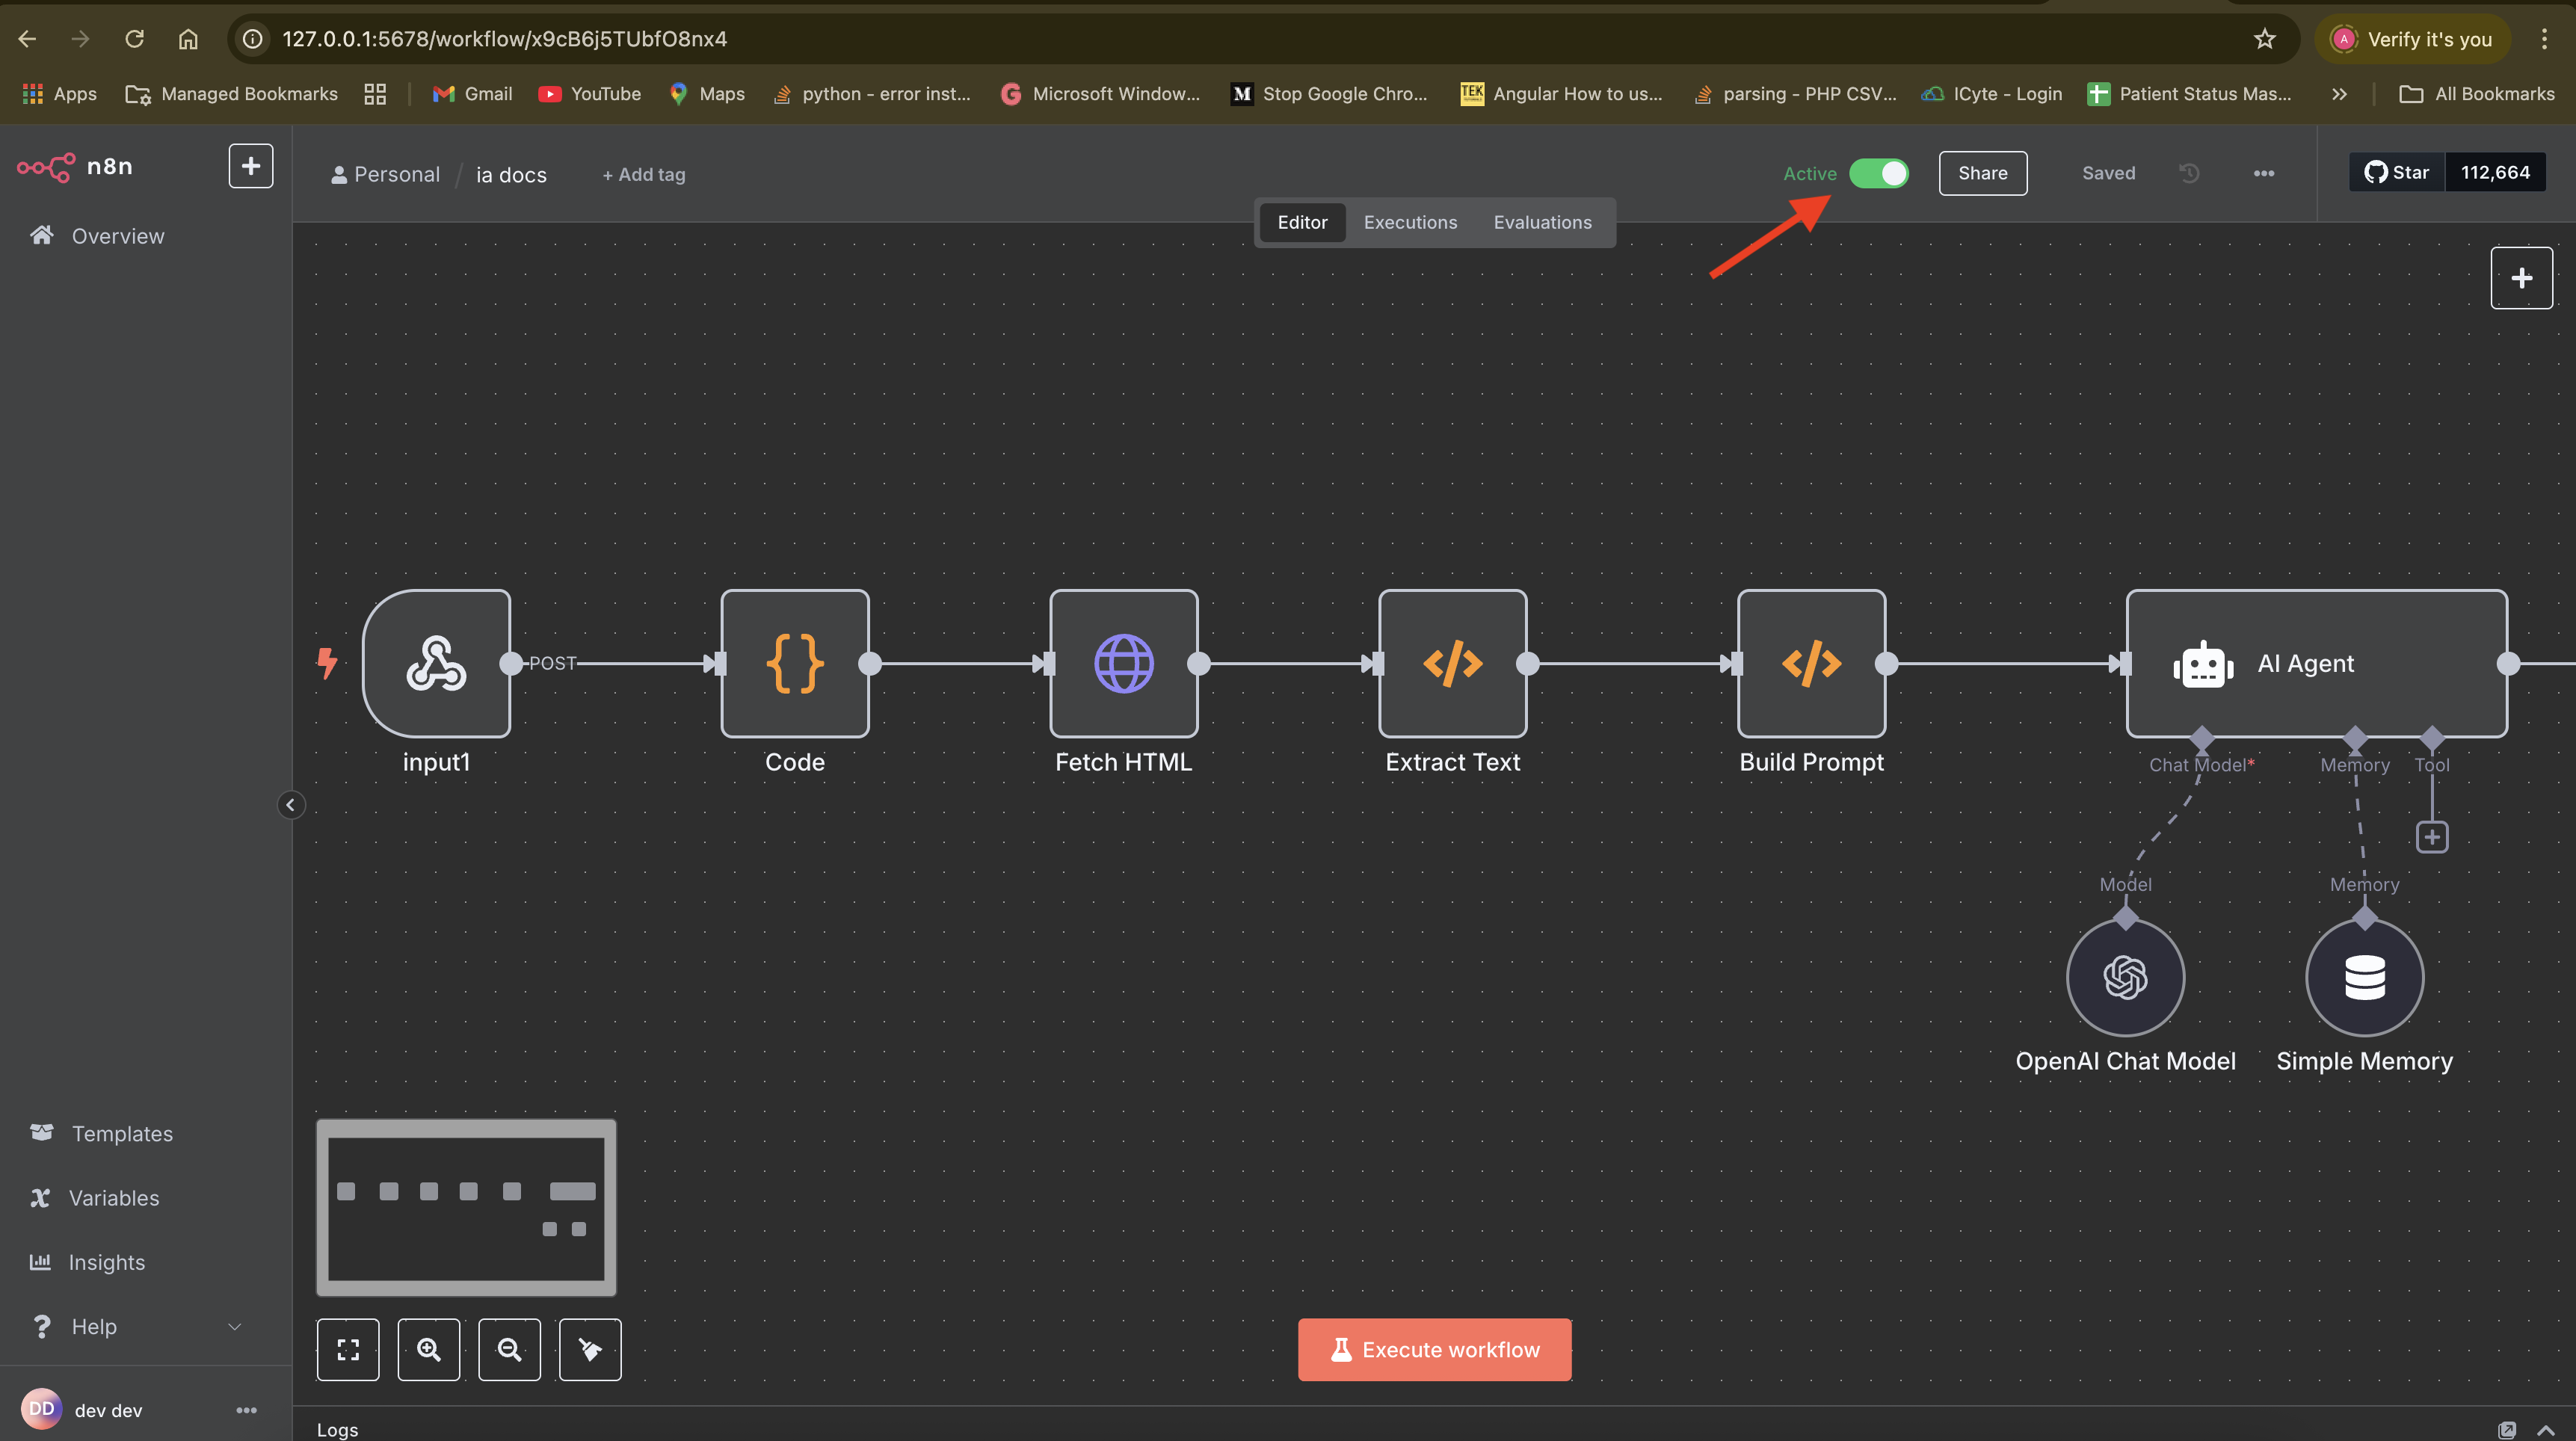 127.0.0.1:5678/workflow/x9cB6j5TUbfO8nx4
A
Verify it's you
Apps
Managed Bookmarks
Gmail
YouTube
Maps
python - error inst...
Microsoft Window...
M
Stop Google Chro...
TEK
Angular How to us...
parsing - PHP CSV...
ICyte - Login
Patient Status Mas...
All Bookmarks
n8n
Personal / ia docs
+ Add tag
Active
Share
Saved
Star
112,664
Overview
Editor
Executions
Evaluations
POST
AI Agent
input1
Code
Fetch HTML
Extract Text
Build Prompt
Chat Model*
Memory
Tool
Model
Memory
OpenAI Chat Model
Simple Memory
Templates
Variables
Insights
Help
Execute workflow
DD
dev dev
Logs